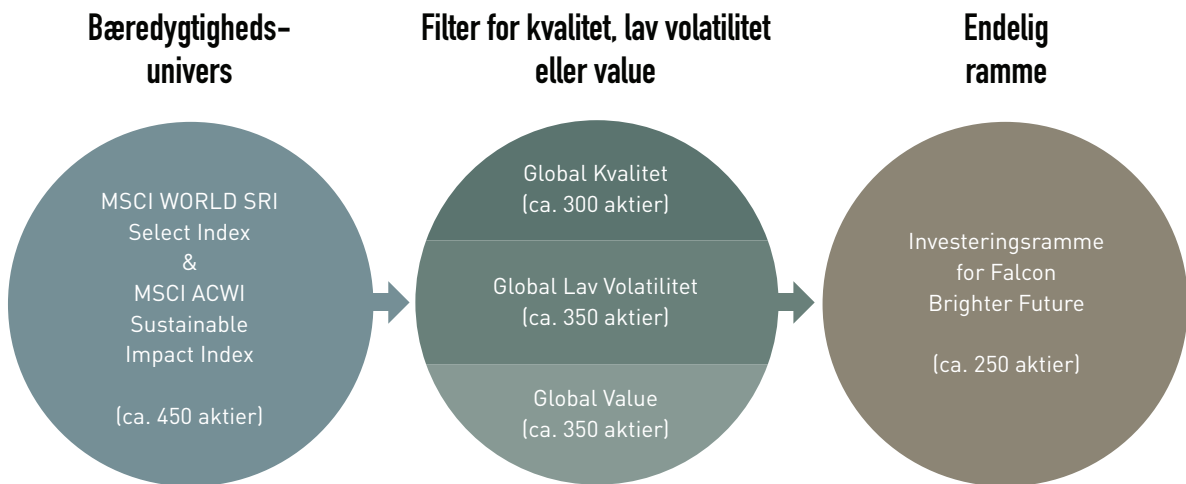 Bæredygtigheds-
univers
Filter for kvalitet, lav volatilitet
eller value
Endelig
ramme
MSCI WORLD SRI
Select Index
&
MSCI ACWI
Sustainable
Impact Index
(ca. 450 aktier)
Global Kvalitet
(ca. 300 aktier)
Global Lav Volatilitet
(ca. 350 aktier)
Global Value
(ca. 350 aktier)
Investeringsramme
for Falcon
Brighter Future
(ca. 250 aktier)